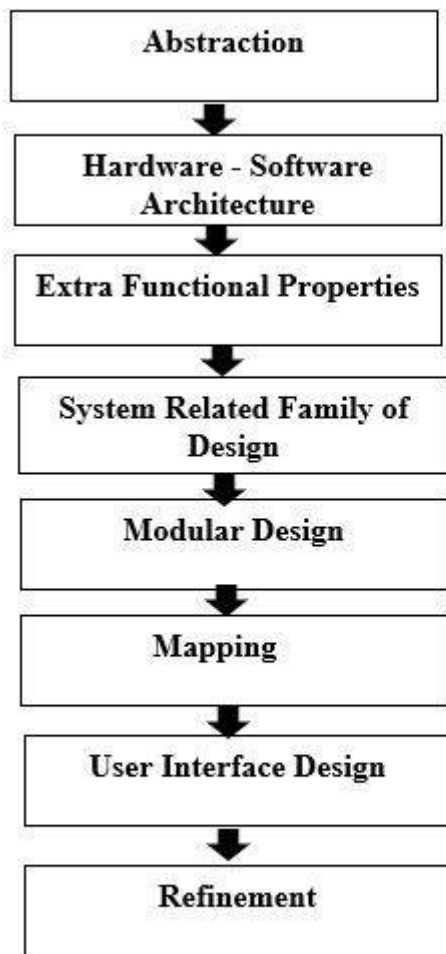 Abstraction
Hardware - Software
Architecture
Extra Functional Properties
System Related Family of
Design
Modular Design
Mapping
User Interface Design
Refinement